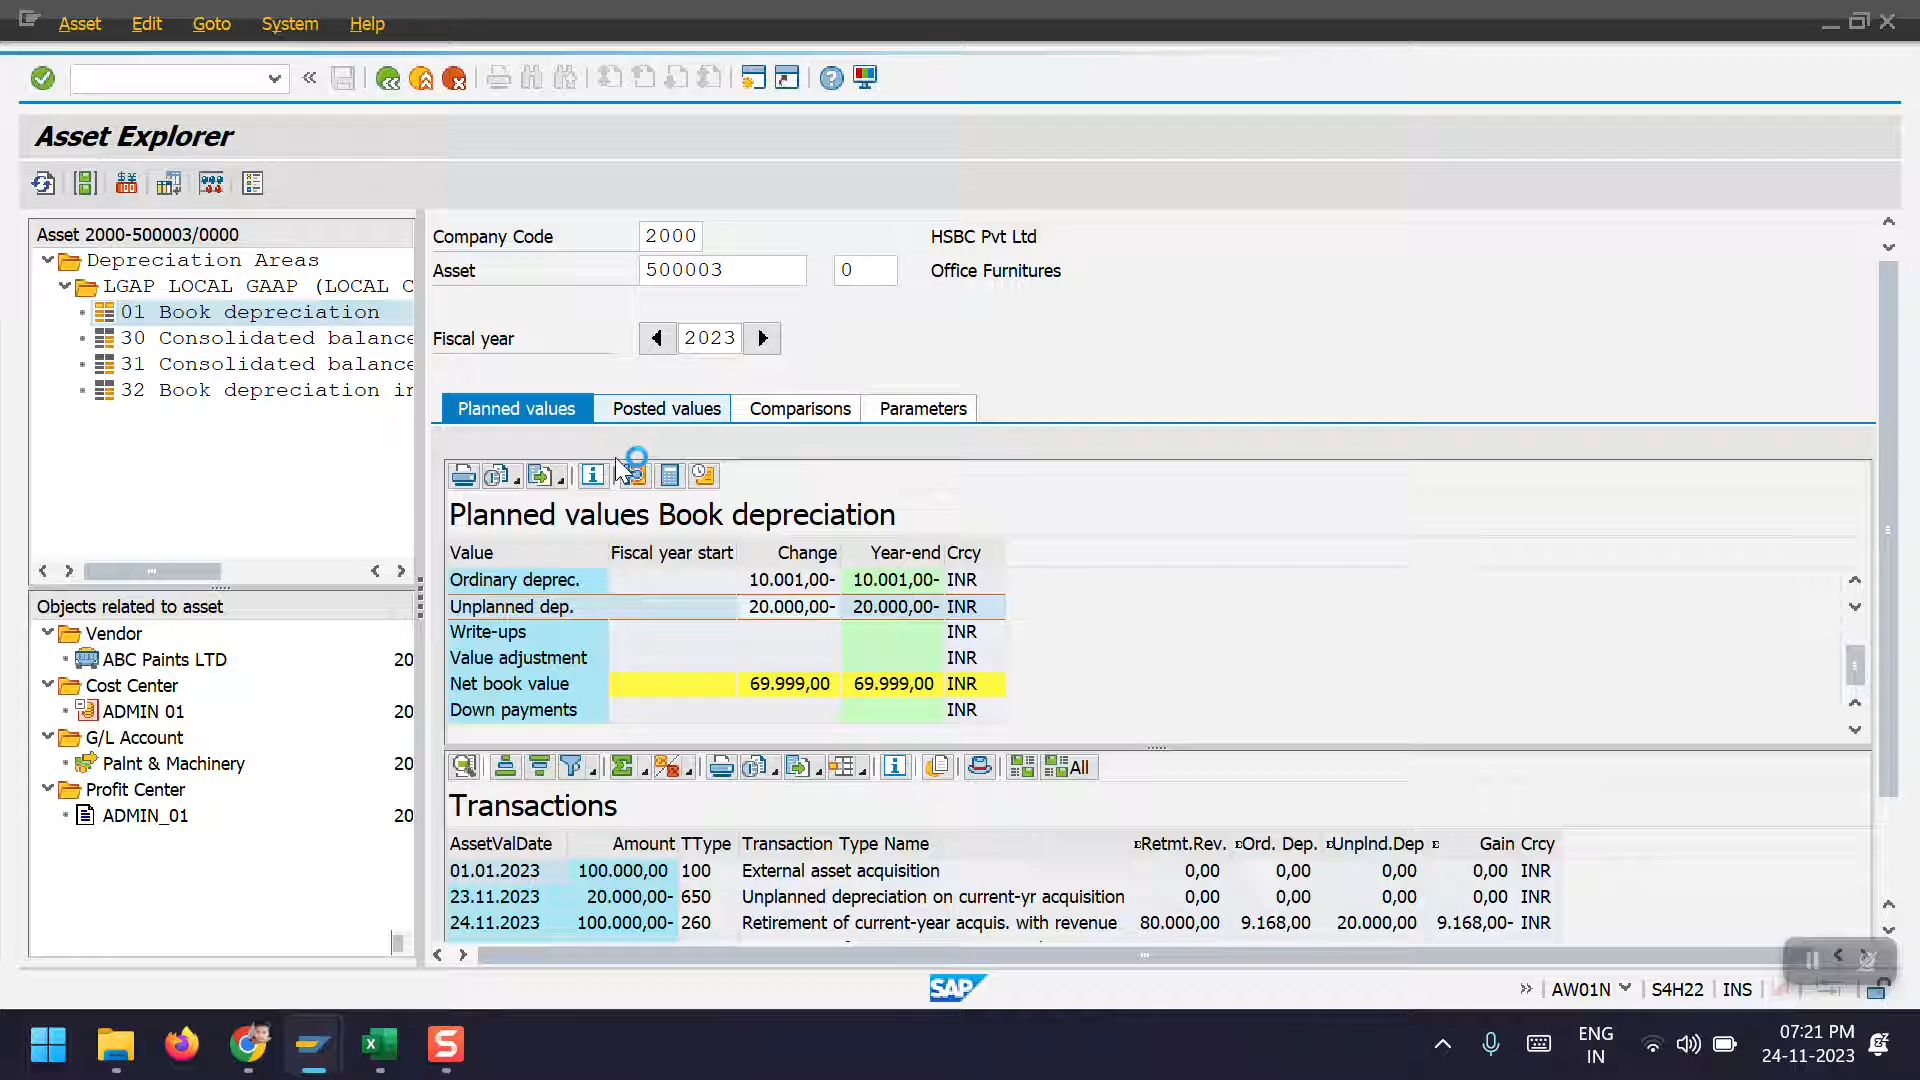 Asset Edit Goto System Help
Asset Explorer
Asset 2000-500003/0000
Depreciation Areas
LGAP LOCAL GAAP (LOCAL C
01 Book depreciation
30 Consolidated balance
31 Consolidated balance
32 Book depreciation in
Objects related to asset
Vendor
ABC Paints LTD 20
Cost Center
ADMIN 01 20
G/L Account
Palnt & Machinery 20
Profit Center
ADMIN_01 20
Company Code 2000 HSBC Pvt Ltd
Asset 500003 0 Office Furnitures
Fiscal year 2023
Planned values Posted values Comparisons Parameters
Planned values Book depreciation
Value Fiscal year start Change Year-end Crcy
Ordinary deprec. 10.001,00- 10.001,00- INR
Unplanned dep. 20.000,00- 20.000,00- INR
Write-ups INR
Value adjustment INR
Net book value 69.999,00 69.999,00 INR
Down payments INR
All
Transactions
AssetValDate Amount TType Transaction Type Name Retmt.Rev. Ord. Dep. Unplnd.Dep Gain Crcy
01.01.2023 100.000,00 100 External asset acquisition 0,00 0,00 0,00 0,00 INR
23.11.2023 20.000,00- 650 Unplanned depreciation on current-yr acquisition 0,00 0,00 0,00 0,00 INR
24.11.2023 100.000,00- 260 Retirement of current-year acquis. with revenue 80.000,00 9.168,00 20.000,00 9.168,00- INR
SAP
AW01N S4H22 INS
ENG
IN
07:21 PM
24-11-2023